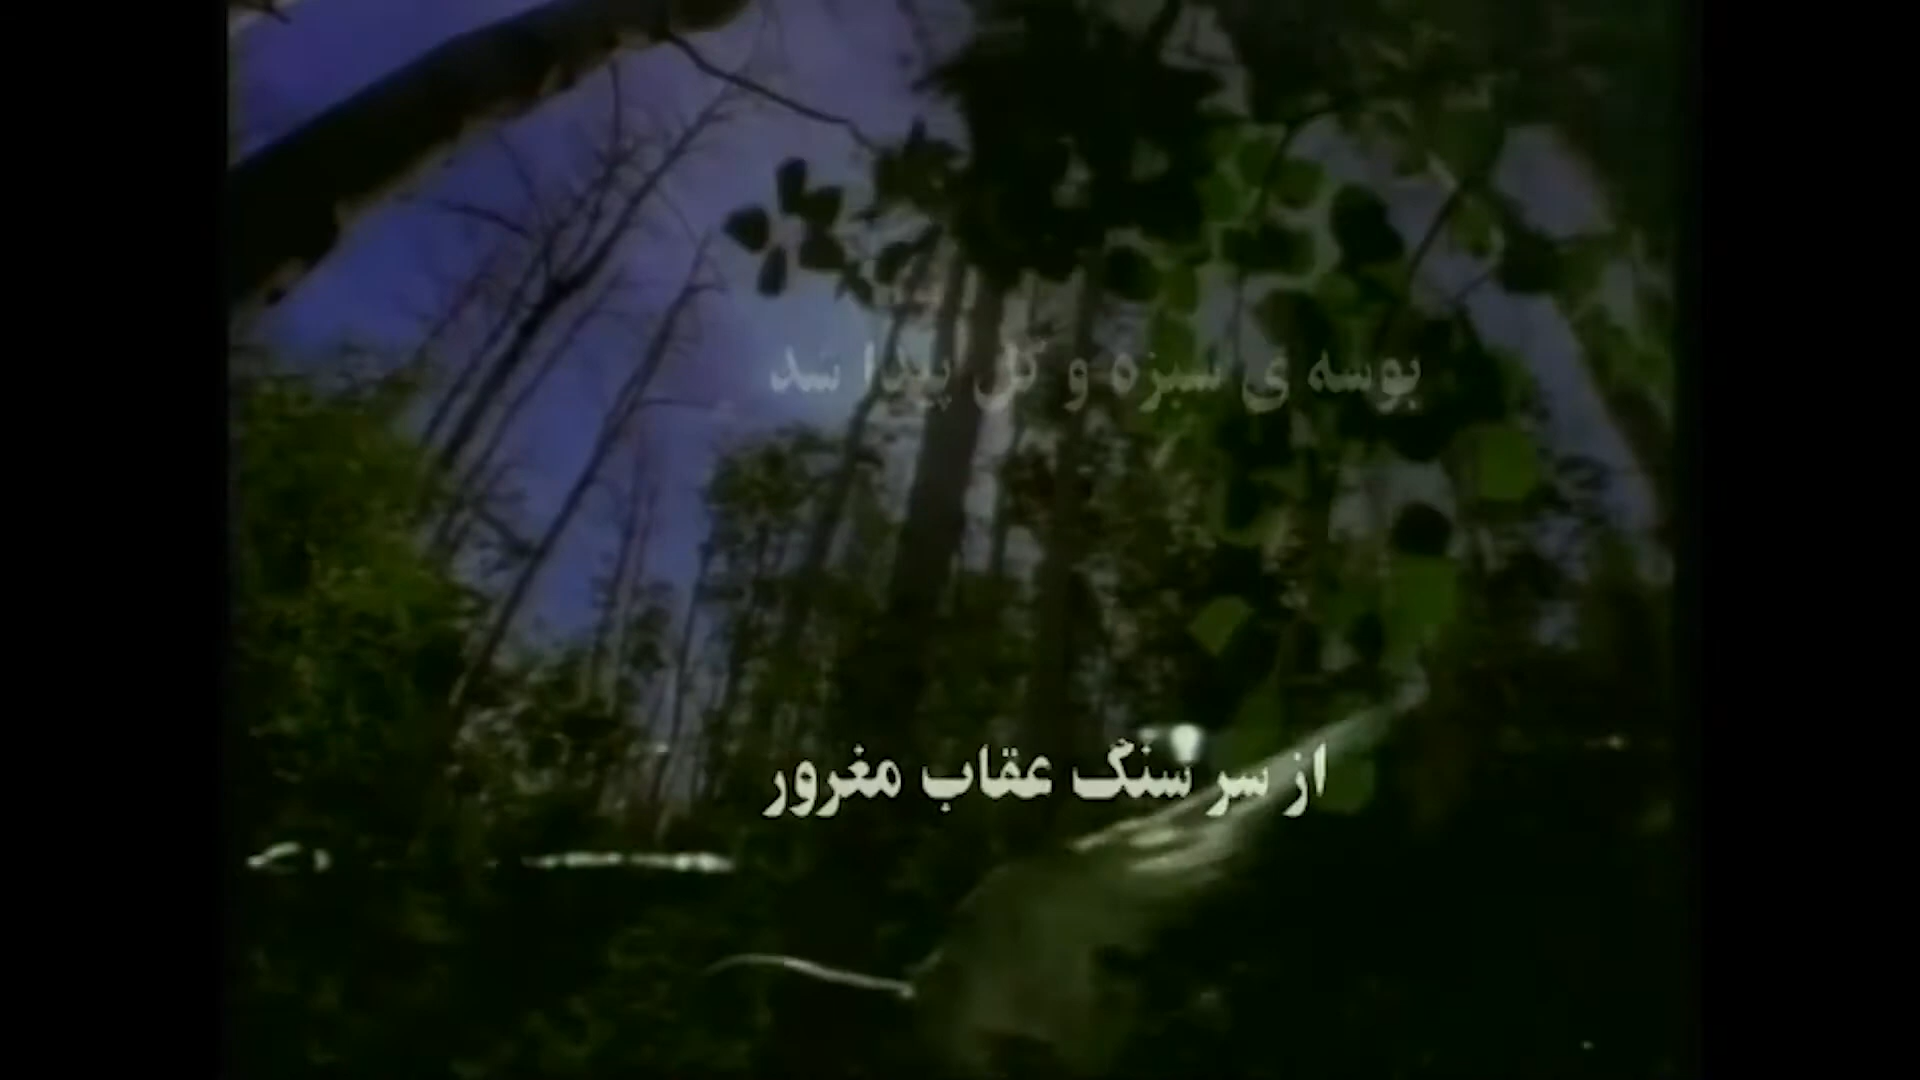 بوسه ی سبزه و گل پیدا شد
از سر سنگ عقاب مغرور